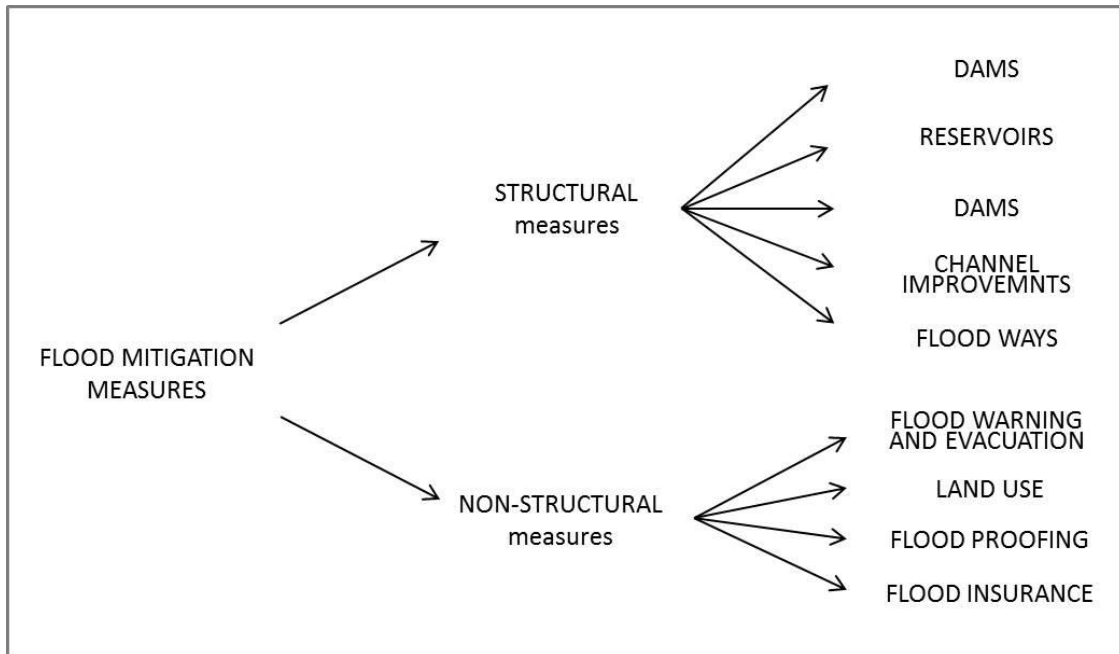 FLOOD MITIGATION
MEASURES
STRUCTURAL
measures
DAMS
RESERVOIRS
DAMS
CHANNEL
IMPROVEMNTS
FLOOD WAYS
NON-STRUCTURAL
measures
FLOOD WARNING
AND EVACUATION
LAND USE
FLOOD PROOFING
FLOOD INSURANCE